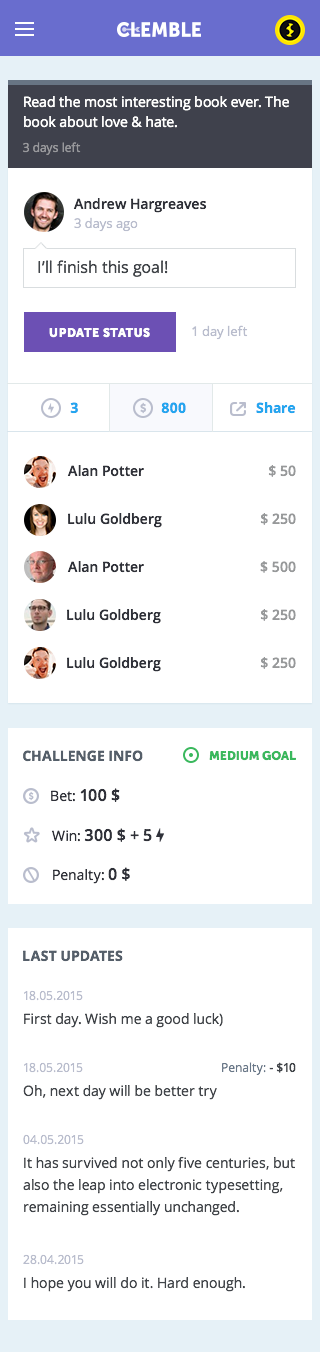 CLEMBLE
Read the most interesting book ever. The
book about love & hate.
3 days left
Andrew Hargreaves
3 days ago
I'll finish this goal!
UPDATE STATUS
1 day left
3
800
Share
Alan Potter $ 50
Lulu Goldberg $ 250
Alan Potter $ 500
Lulu Goldberg $ 250
Lulu Goldberg $ 250
CHALLENGE INFO
MEDIUM GOAL
Bet: 100 $
Win: 300 $ + 5
Penalty: 0 $
LAST UPDATES
18.05.2015
First day. Wish me a good luck)
18.05.2015 Penalty: - $10
Oh, next day will be better try
04.05.2015
It has survived not only five centuries, but
also the leap into electronic typesetting,
remaining essentially unchanged.
28.04.2015
I hope you will do it. Hard enough.